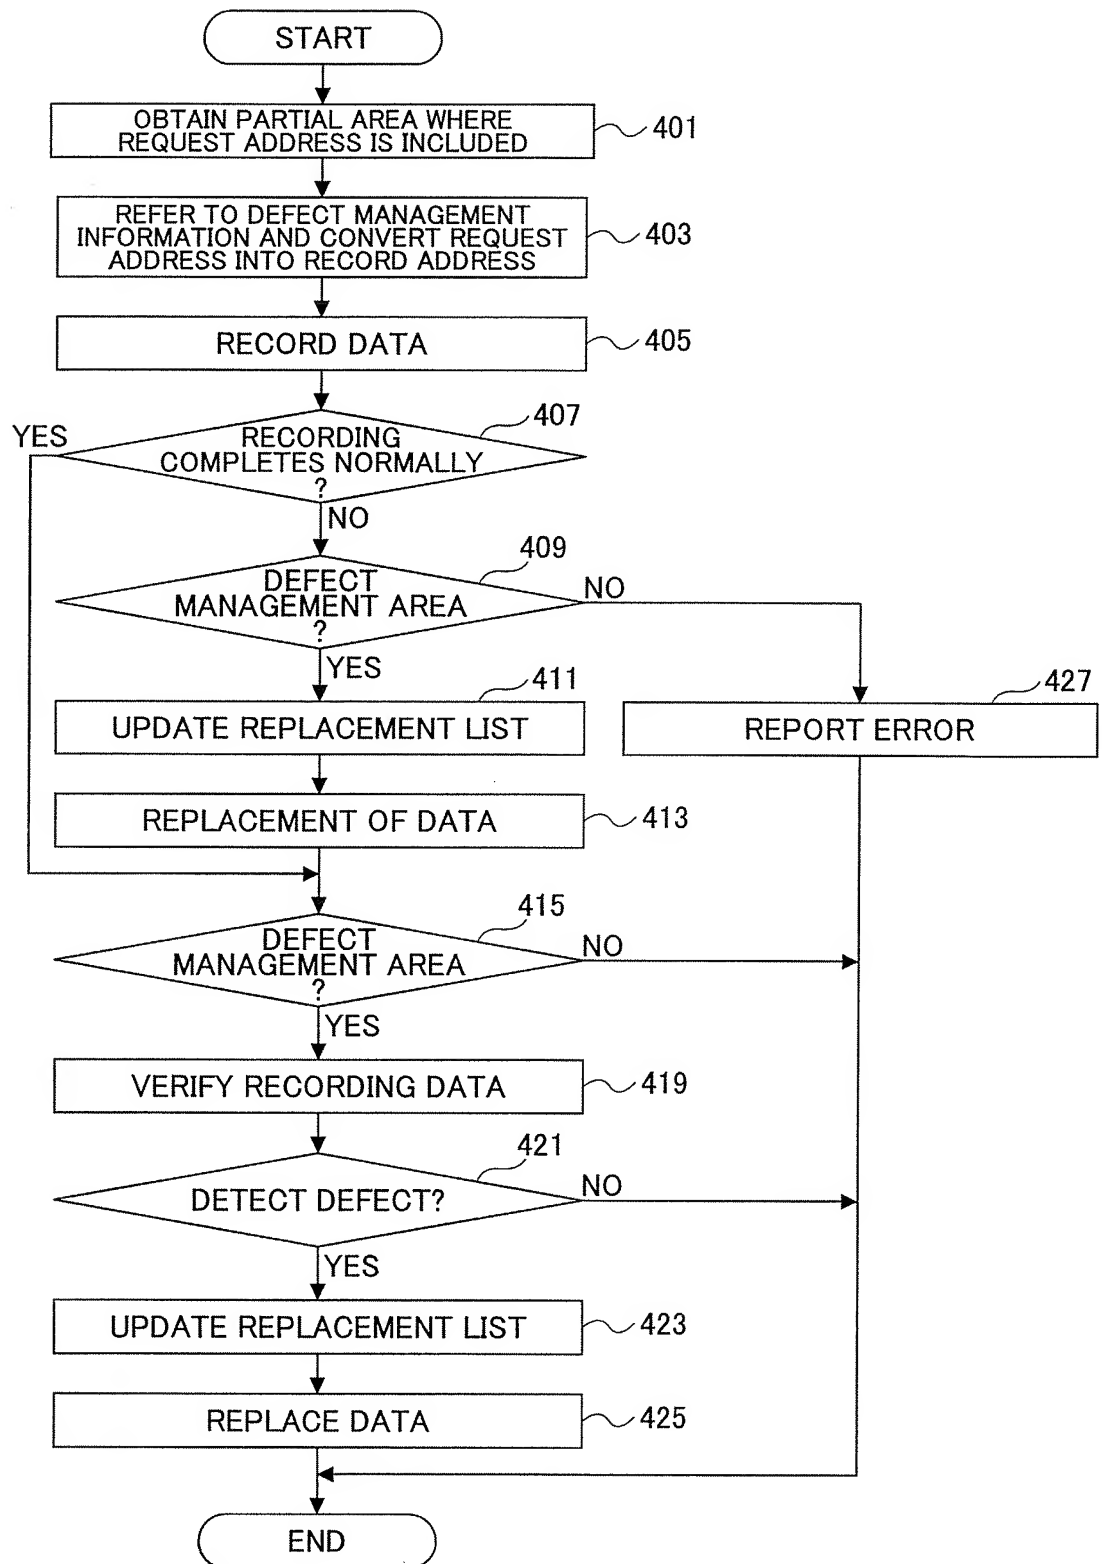 START
OBTAIN PARTIAL AREA WHERE
REQUEST ADDRESS IS INCLUDED
401
REFER TO DEFECT MANAGEMENT
INFORMATION AND CONVERT REQUEST
ADDRESS INTO RECORD ADDRESS
403
RECORD DATA
405
407
YES
RECORDING
COMPLETES NORMALLY
?
NO
409
DEFECT
MANAGEMENT AREA
?
NO
YES
411
UPDATE REPLACEMENT LIST
427
REPORT ERROR
REPLACEMENT OF DATA
413
415
DEFECT
MANAGEMENT AREA
?
NO
YES
VERIFY RECORDING DATA
419
421
DETECT DEFECT?
NO
YES
UPDATE REPLACEMENT LIST
423
REPLACE DATA
425
END